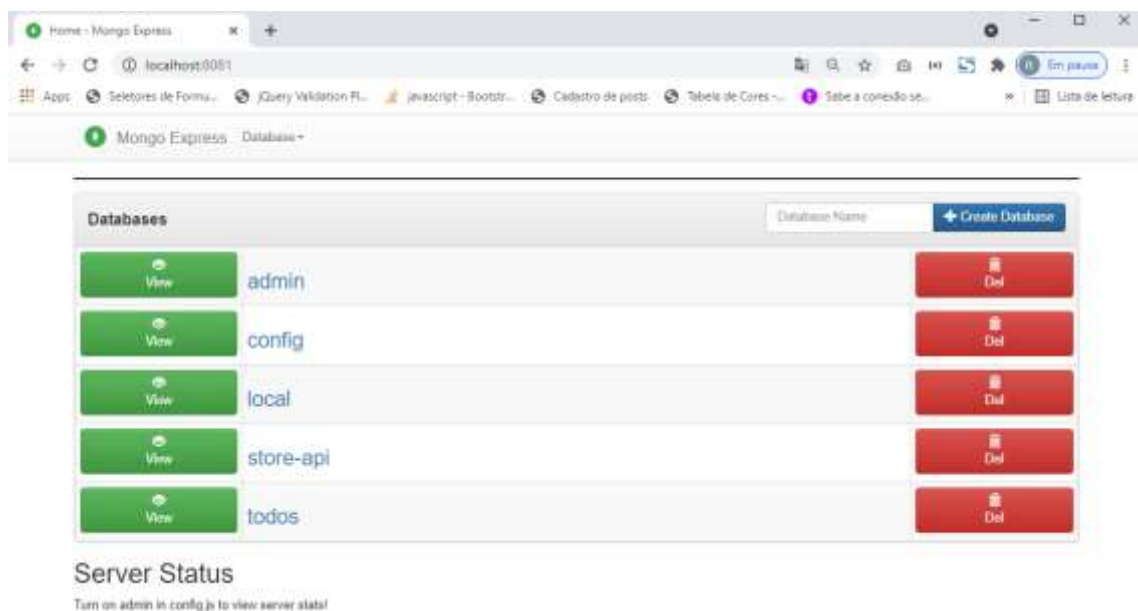 Home - Mongo Express
localhost:8081
Em pausa
Apps
Seletores de Formu...
jQuery Validation Pl...
javascript - Bootstr...
Cadastro de posts
Tabela de Cores -...
Sabe a conexão se...
»
Lista de leitura
Mongo Express
Database
Databases
Database Name
Create Database
View
admin
Del
View
config
Del
View
local
Del
View
store-api
Del
View
todos
Del
Server Status
Turn on admin in config.js to view server stats!